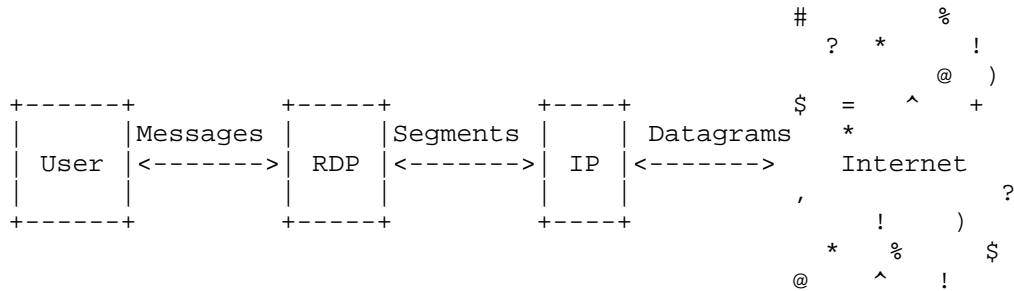 #        %
                                                          ?  *      !
                                                                 @  )
+------+          +-----+          +----+               $  =    ^   +
|      |Messages  |     |Segments  |    |  Datagrams       *
| User |<------->| RDP |<------->| IP |<------->    Internet
|      |          |     |          |    |
+------+          +-----+          +----+               ,             ?
                                                             !    )
                                                          *   %     $
                                                        @    ^   !